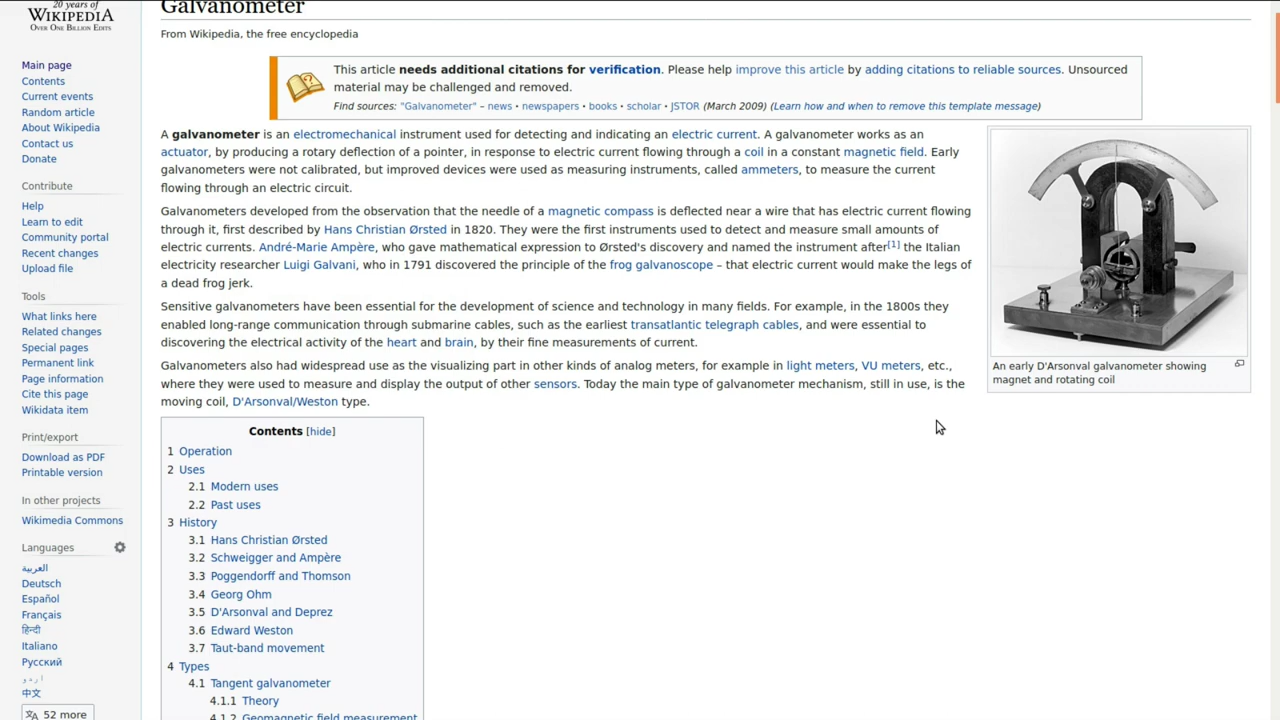 20 years of
WIKIPEDIA
OVER ONE BILLION EDITS
Main page
Contents
Current events
Random article
About Wikipedia
Contact us
Donate
Contribute
Help
Learn to edit
Community portal
Recent changes
Upload file
Tools
What links here
Related changes
Special pages
Permanent link
Page information
Cite this page
Wikidata item
Print/export
Download as PDF
Printable version
In other projects
Wikimedia Commons
Languages
العربية
Deutsch
Español
Français
हिन्दी
Italiano
Русский
اردو
中文
52 more
Galvanometer
From Wikipedia, the free encyclopedia
This article needs additional citations for verification. Please help improve this article by adding citations to reliable sources. Unsourced
material may be challenged and removed.
Find sources: "Galvanometer" – news · newspapers · books · scholar · JSTOR (March 2009) (Learn how and when to remove this template message)
A galvanometer is an electromechanical instrument used for detecting and indicating an electric current. A galvanometer works as an
actuator, by producing a rotary deflection of a pointer, in response to electric current flowing through a coil in a constant magnetic field. Early
galvanometers were not calibrated, but improved devices were used as measuring instruments, called ammeters, to measure the current
flowing through an electric circuit.
Galvanometers developed from the observation that the needle of a magnetic compass is deflected near a wire that has electric current flowing
through it, first described by Hans Christian Ørsted in 1820. They were the first instruments used to detect and measure small amounts of
electric currents. André-Marie Ampère, who gave mathematical expression to Ørsted's discovery and named the instrument after[1] the Italian
electricity researcher Luigi Galvani, who in 1791 discovered the principle of the frog galvanoscope – that electric current would make the legs of
a dead frog jerk.
Sensitive galvanometers have been essential for the development of science and technology in many fields. For example, in the 1800s they
enabled long-range communication through submarine cables, such as the earliest transatlantic telegraph cables, and were essential to
discovering the electrical activity of the heart and brain, by their fine measurements of current.
Galvanometers also had widespread use as the visualizing part in other kinds of analog meters, for example in light meters, VU meters, etc.,
where they were used to measure and display the output of other sensors. Today the main type of galvanometer mechanism, still in use, is the
moving coil, D'Arsonval/Weston type.
An early D'Arsonval galvanometer showing
magnet and rotating coil
Contents [hide]
1 Operation
2 Uses
2.1 Modern uses
2.2 Past uses
3 History
3.1 Hans Christian Ørsted
3.2 Schweigger and Ampère
3.3 Poggendorff and Thomson
3.4 Georg Ohm
3.5 D'Arsonval and Deprez
3.6 Edward Weston
3.7 Taut-band movement
4 Types
4.1 Tangent galvanometer
4.1.1 Theory
4.1.2 Geomagnetic field measurement